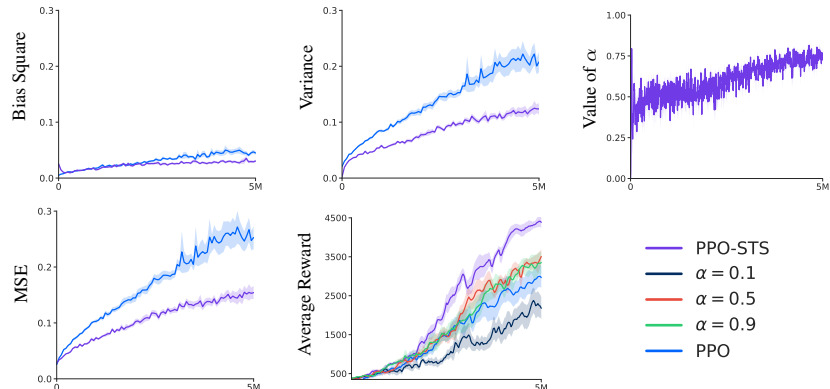 Bias Square
0.3
0.2
0.1
0.0
0
5M
Variance
0.3
0.2
0.1
0.0
0
5M
Value of α
1.00
0.75
0.50
0.25
0.00
0
5M
MSE
0.3
0.2
0.1
0.0
0
5M
Average Reward
4500
3500
2500
1500
500
5M
PPO-STS
α = 0.1
α = 0.5
α = 0.9
PPO